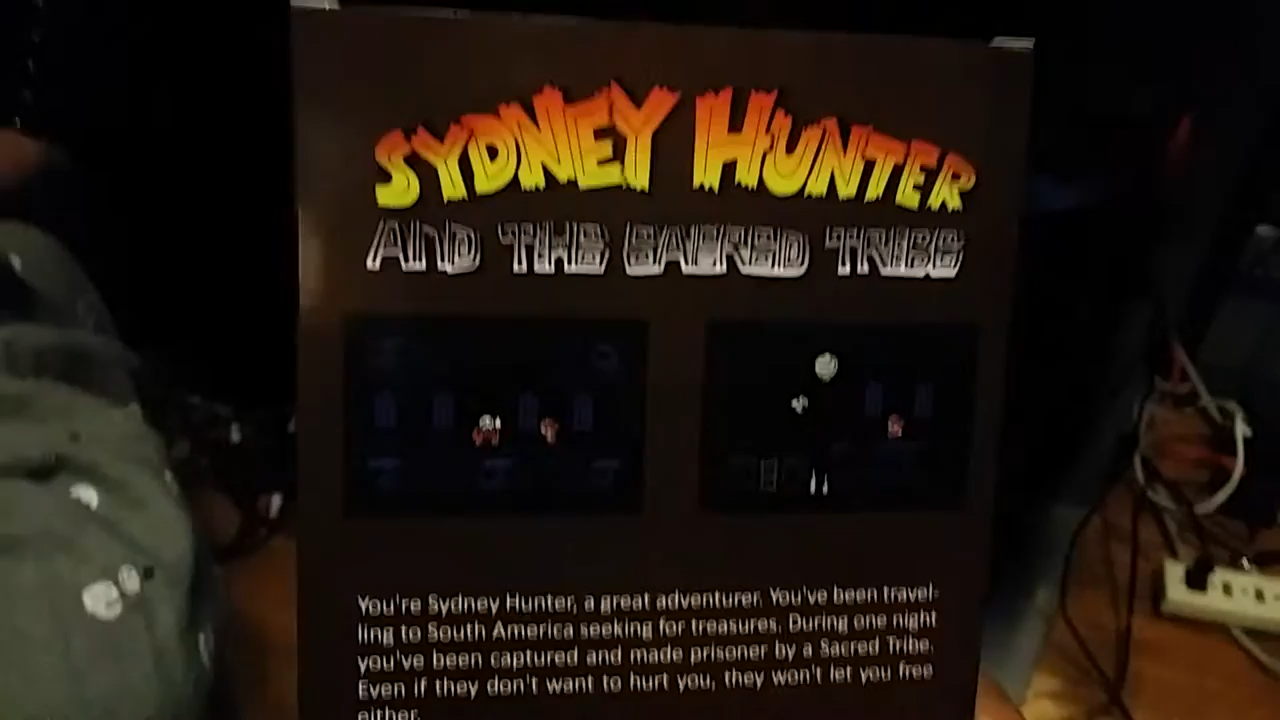 SYDNEY HUNTER
AND THE SACRED TRIBE
You're Sydney Hunter, a great adventurer. You've been travel-
ling to South America seeking for treasures. During one night
you've been captured and made prisoner by a Sacred Tribe.
Even if they don't want to hurt you, they won't let you free
either.